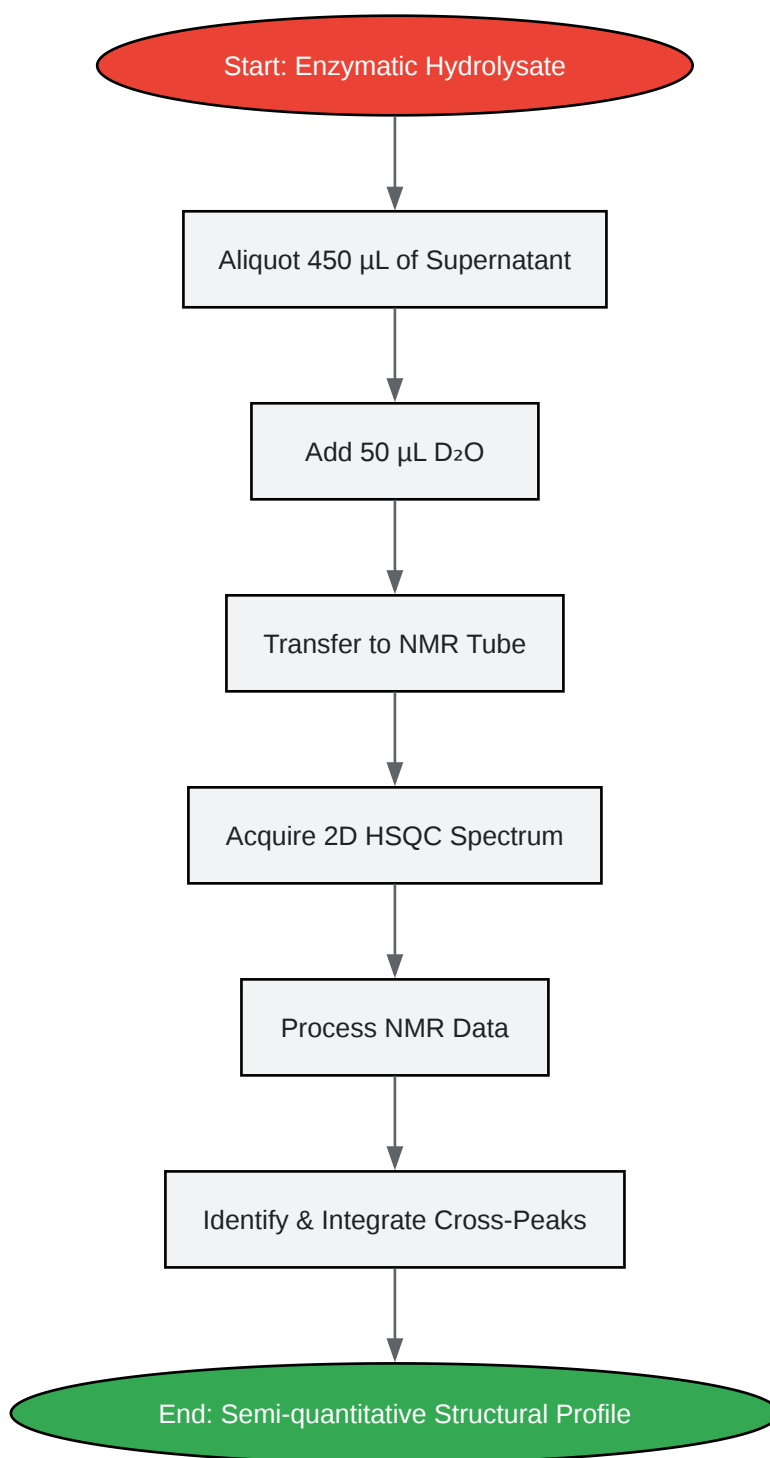 Start: Enzymatic Hydrolysate
Aliquot 450 µL of Supernatant
Add 50 µL D₂O
Transfer to NMR Tube
Acquire 2D HSQC Spectrum
Process NMR Data
Identify & Integrate Cross-Peaks
End: Semi-quantitative Structural Profile